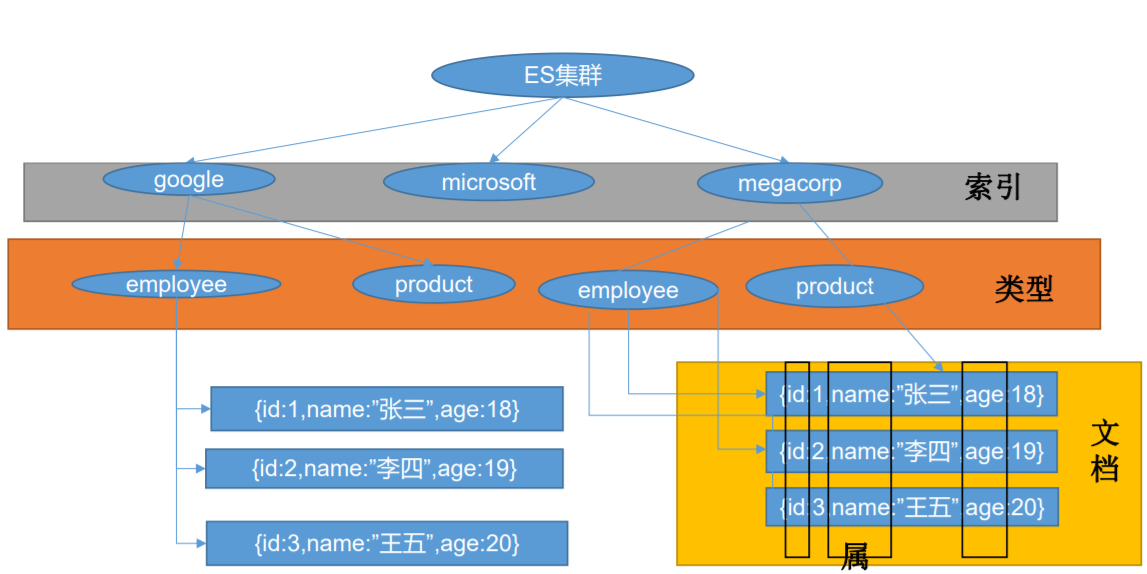 ES集群
google
microsoft
megacorp
索引
employee
product
employee
product
类型
{id:1,name:”张三”,age:18}
{id:2,name:”李四”,age:19}
{id:3,name:”王五”,age:20}
{id:1,name:”张三”,age:18}
{id:2,name:”李四”,age:19}
{id:3,name:”王五”,age:20}
文
档
属